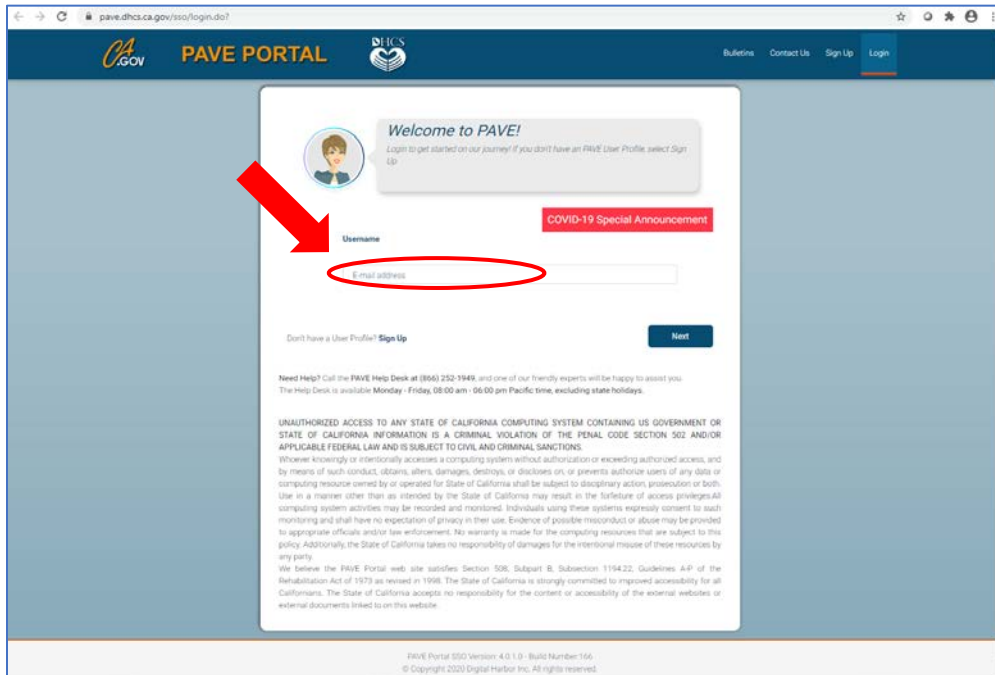 pave.dhcs.ca.gov/sso/login.do?
CA.GOV PAVE PORTAL DHCS Bulletins Contact Us Sign Up Login
Welcome to PAVE!
Login to get started on our journey! If you don't have an PAVE User Profile, select Sign
Up
COVID-19 Special Announcement
Username
E-mail address
Don't have a User Profile? Sign Up
Next
Need Help? Call the PAVE Help Desk at (866) 252-1949, and one of our friendly experts will be happy to assist you.
The Help Desk is available Monday - Friday, 08:00 am - 06:00 pm Pacific time, excluding state holidays.
UNAUTHORIZED ACCESS TO ANY STATE OF CALIFORNIA COMPUTING SYSTEM CONTAINING US GOVERNMENT OR
STATE OF CALIFORNIA INFORMATION IS A CRIMINAL VIOLATION OF THE PENAL CODE SECTION 502 AND/OR
APPLICABLE FEDERAL LAW AND IS SUBJECT TO CIVIL AND CRIMINAL SANCTIONS.
Whoever knowingly or intentionally accesses a computing system without authorization or exceeding authorized access, and
by means of such conduct, obtains, alters, damages, destroys, or discloses on, or prevents authorize users of any data or
computing resource owned by or operated for State of California shall be subject to disciplinary action, prosecution or both.
Use in a manner other than as intended by the State of California may result in the forfeiture of access privileges.All
computing system activities may be recorded and monitored. Individuals using these systems expressly consent to such
monitoring and shall have no expectation of privacy in their use. Evidence of possible misconduct or abuse may be provided
to appropriate officials and/or law enforcement. No warranty is made for the computing resources that are subject to this
policy. Additionally, the State of California takes no responsibility of damages for the intentional misuse of these resources by
any party.
We believe the PAVE Portal web site satisfies Section 508, Subpart B, Subsection 1194.22, Guidelines A-P of the
Rehabilitation Act of 1973 as revised in 1998. The State of California is strongly committed to improved accessibility for all
Californians. The State of California accepts no responsibility for the content or accessibility of the external websites or
external documents linked to on this website.
PAVE Portal SSO Version: 4.0.1.0 - Build Number:166
© Copyright 2020 Digital Harbor Inc. All rights reserved.